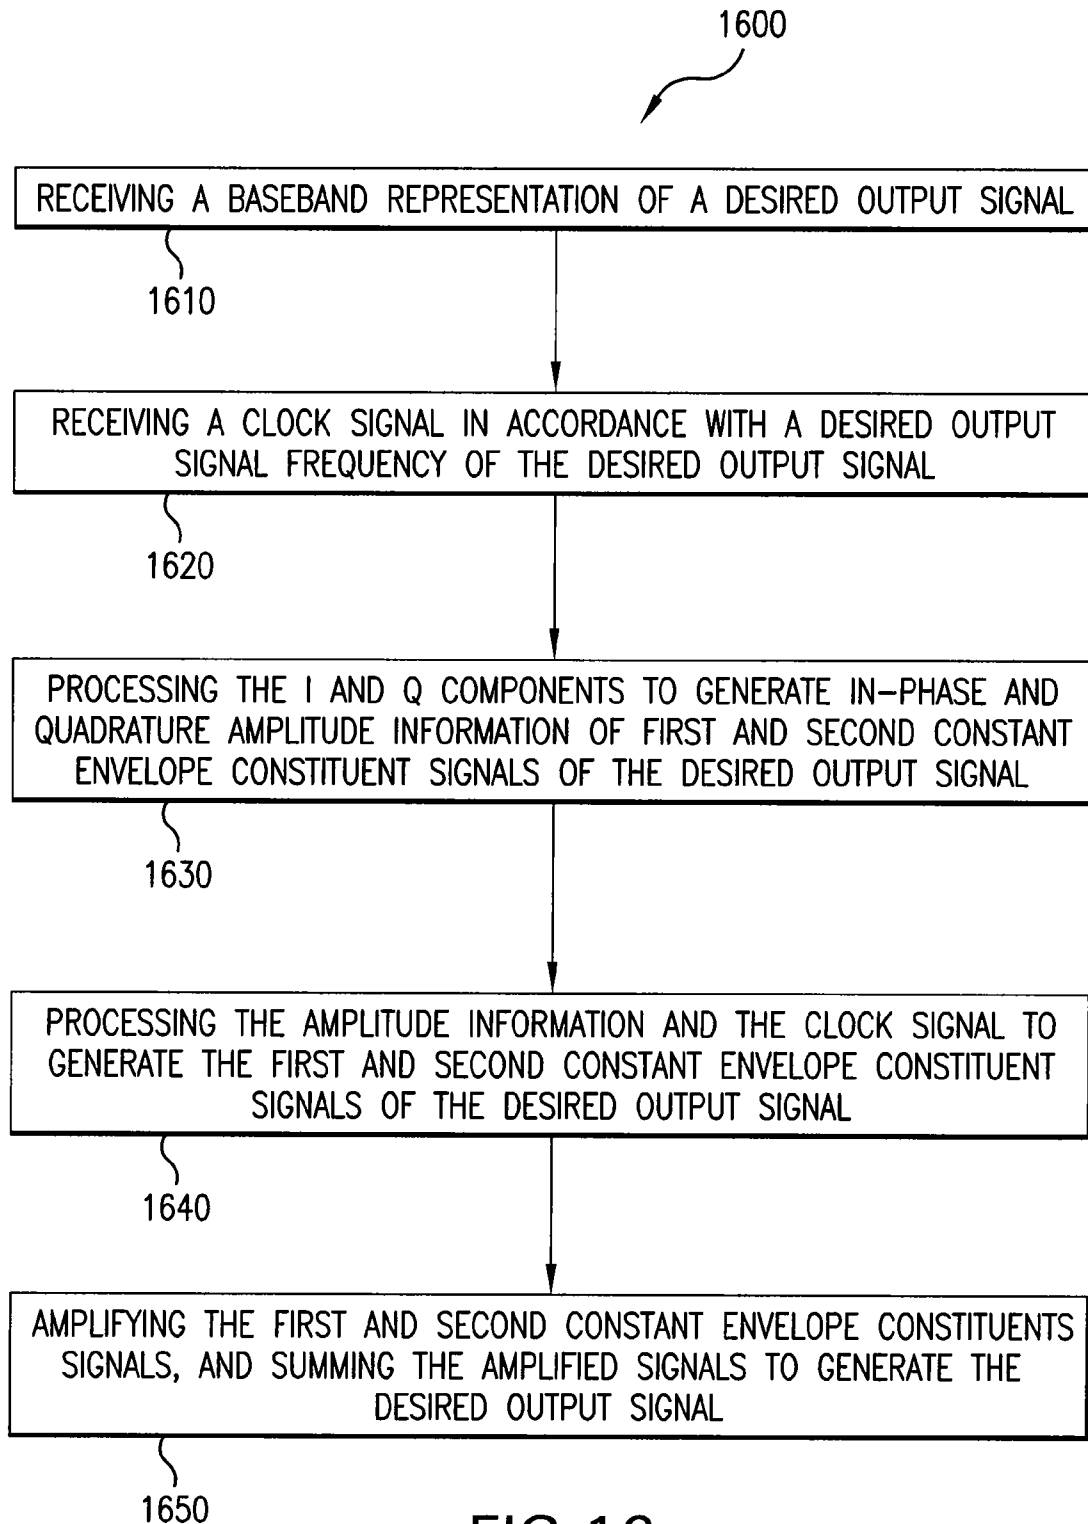 1600
RECEIVING A BASEBAND REPRESENTATION OF A DESIRED OUTPUT SIGNAL
1610
RECEIVING A CLOCK SIGNAL IN ACCORDANCE WITH A DESIRED OUTPUT
SIGNAL FREQUENCY OF THE DESIRED OUTPUT SIGNAL
1620
PROCESSING THE I AND Q COMPONENTS TO GENERATE IN-PHASE AND
QUADRATURE AMPLITUDE INFORMATION OF FIRST AND SECOND CONSTANT
ENVELOPE CONSTITUENT SIGNALS OF THE DESIRED OUTPUT SIGNAL
1630
PROCESSING THE AMPLITUDE INFORMATION AND THE CLOCK SIGNAL TO
GENERATE THE FIRST AND SECOND CONSTANT ENVELOPE CONSTITUENT
SIGNALS OF THE DESIRED OUTPUT SIGNAL
1640
AMPLIFYING THE FIRST AND SECOND CONSTANT ENVELOPE CONSTITUENTS
SIGNALS, AND SUMMING THE AMPLIFIED SIGNALS TO GENERATE THE
DESIRED OUTPUT SIGNAL
1650